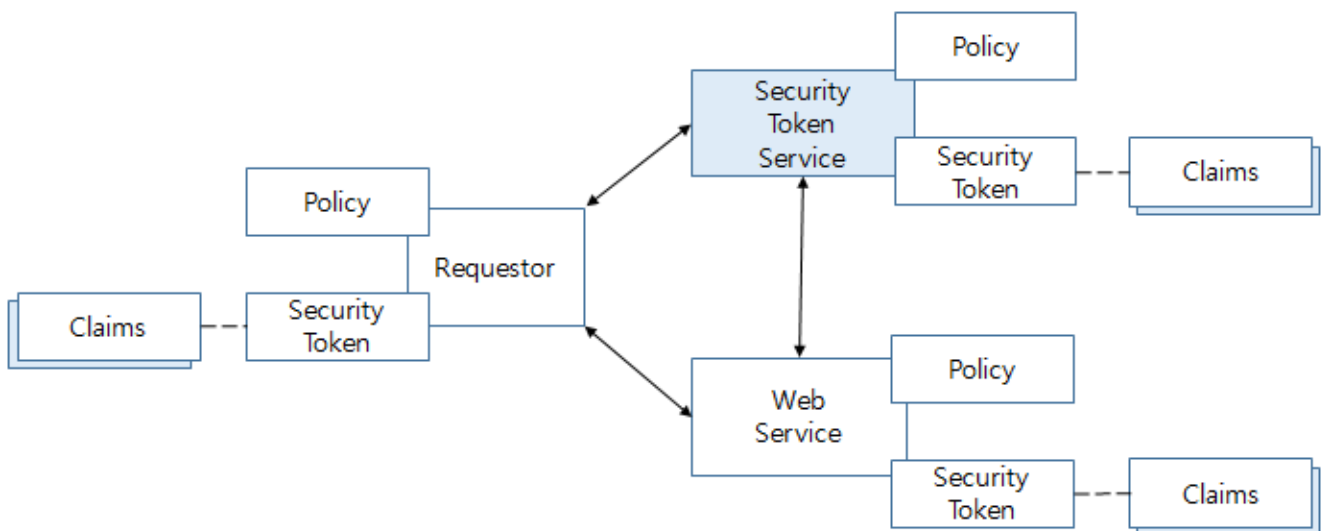 Policy
Security
Token
Service
Security
Token
Claims
Policy
Requestor
Security
Token
Claims
Policy
Web
Service
Security
Token
Claims